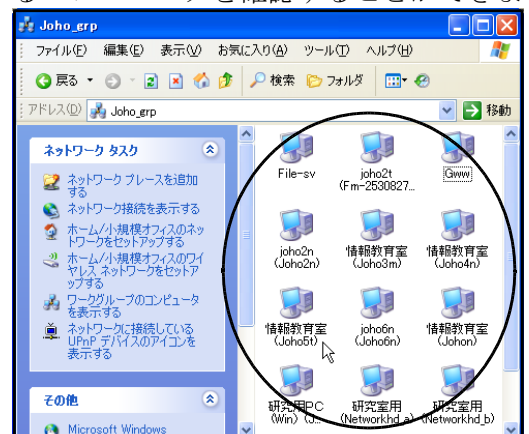 Joho_grp
ファイル(F) 編集(E) 表示(V) お気に入り(A) ツール(T) ヘルプ(H)
戻る 検索 フォルダ
アドレス(D) Joho_grp 移動
ネットワーク タスク
ネットワーク プレースを追加
する
ネットワーク接続を表示する
ホーム/小規模オフィスのネッ
トワークをセットアップする
ホーム/小規模オフィスのワイ
ヤレス ネットワークをセットア
ップする
ワークグループのコンピュータ
を表示する
ネットワークに接続している
UPnP デバイスのアイコンを
表示する
その他
Microsoft Windows
File-sv
joho2t
(Fm-2530827...
Gww
joho2n
(Joho2n)
情報教育室
(Joho3m)
情報教育室
(Joho4n)
情報教育室
(Joho5t)
joho6n
(Joho6n)
情報教育室
(Johon)
研究用PC
(Win) (J...
研究室用
(Networkhd_a)
研究室用
(Networkhd_b)